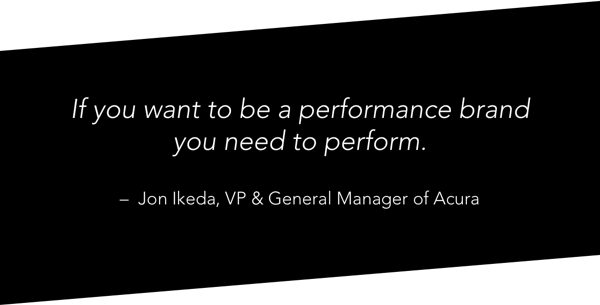 If you want to be a performance brand
you need to perform.
– Jon Ikeda, VP & General Manager of Acura